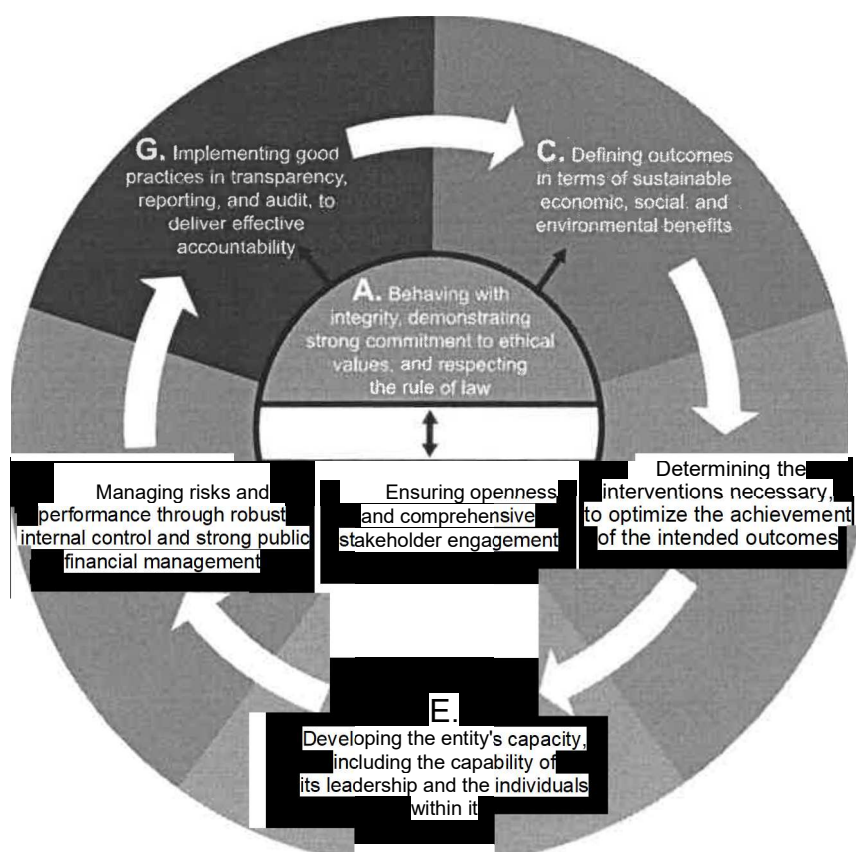 G. Implementing good
practices in transparency,
reporting, and audit, to
deliver effective
accountability
C. Defining outcomes
in terms of sustainable
economic, social, and
environmental benefits
A. Behaving with
integrity, demonstrating
strong commitment to ethical
values, and respecting
the rule of law
Managing risks and
performance through robust
internal control and strong public
financial management
Ensuring openness
and comprehensive
stakeholder engagement
Determining the
interventions necessary,
to optimize the achievement
of the intended outcomes
E.
Developing the entity's capacity,
including the capability of
its leadership and the individuals
within it